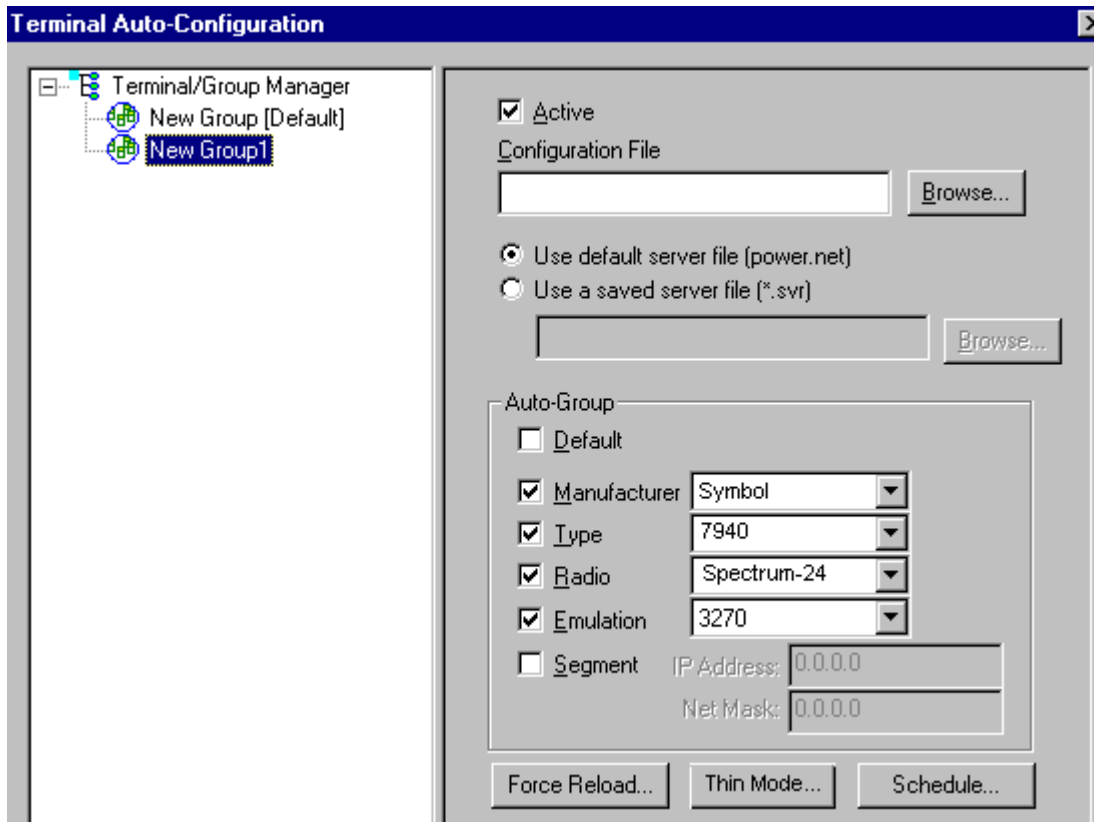 Terminal Auto-Configuration
Terminal/Group Manager
New Group [Default]
New Group1
Active
Configuration File
Browse...
Use default server file (power.net)
Use a saved server file (*.svr)
Browse...
Auto-Group
Default
Manufacturer Symbol
Type 7940
Radio Spectrum-24
Emulation 3270
Segment IP Address: 0.0.0.0
Net Mask: 0.0.0.0
Force Reload... Thin Mode... Schedule...